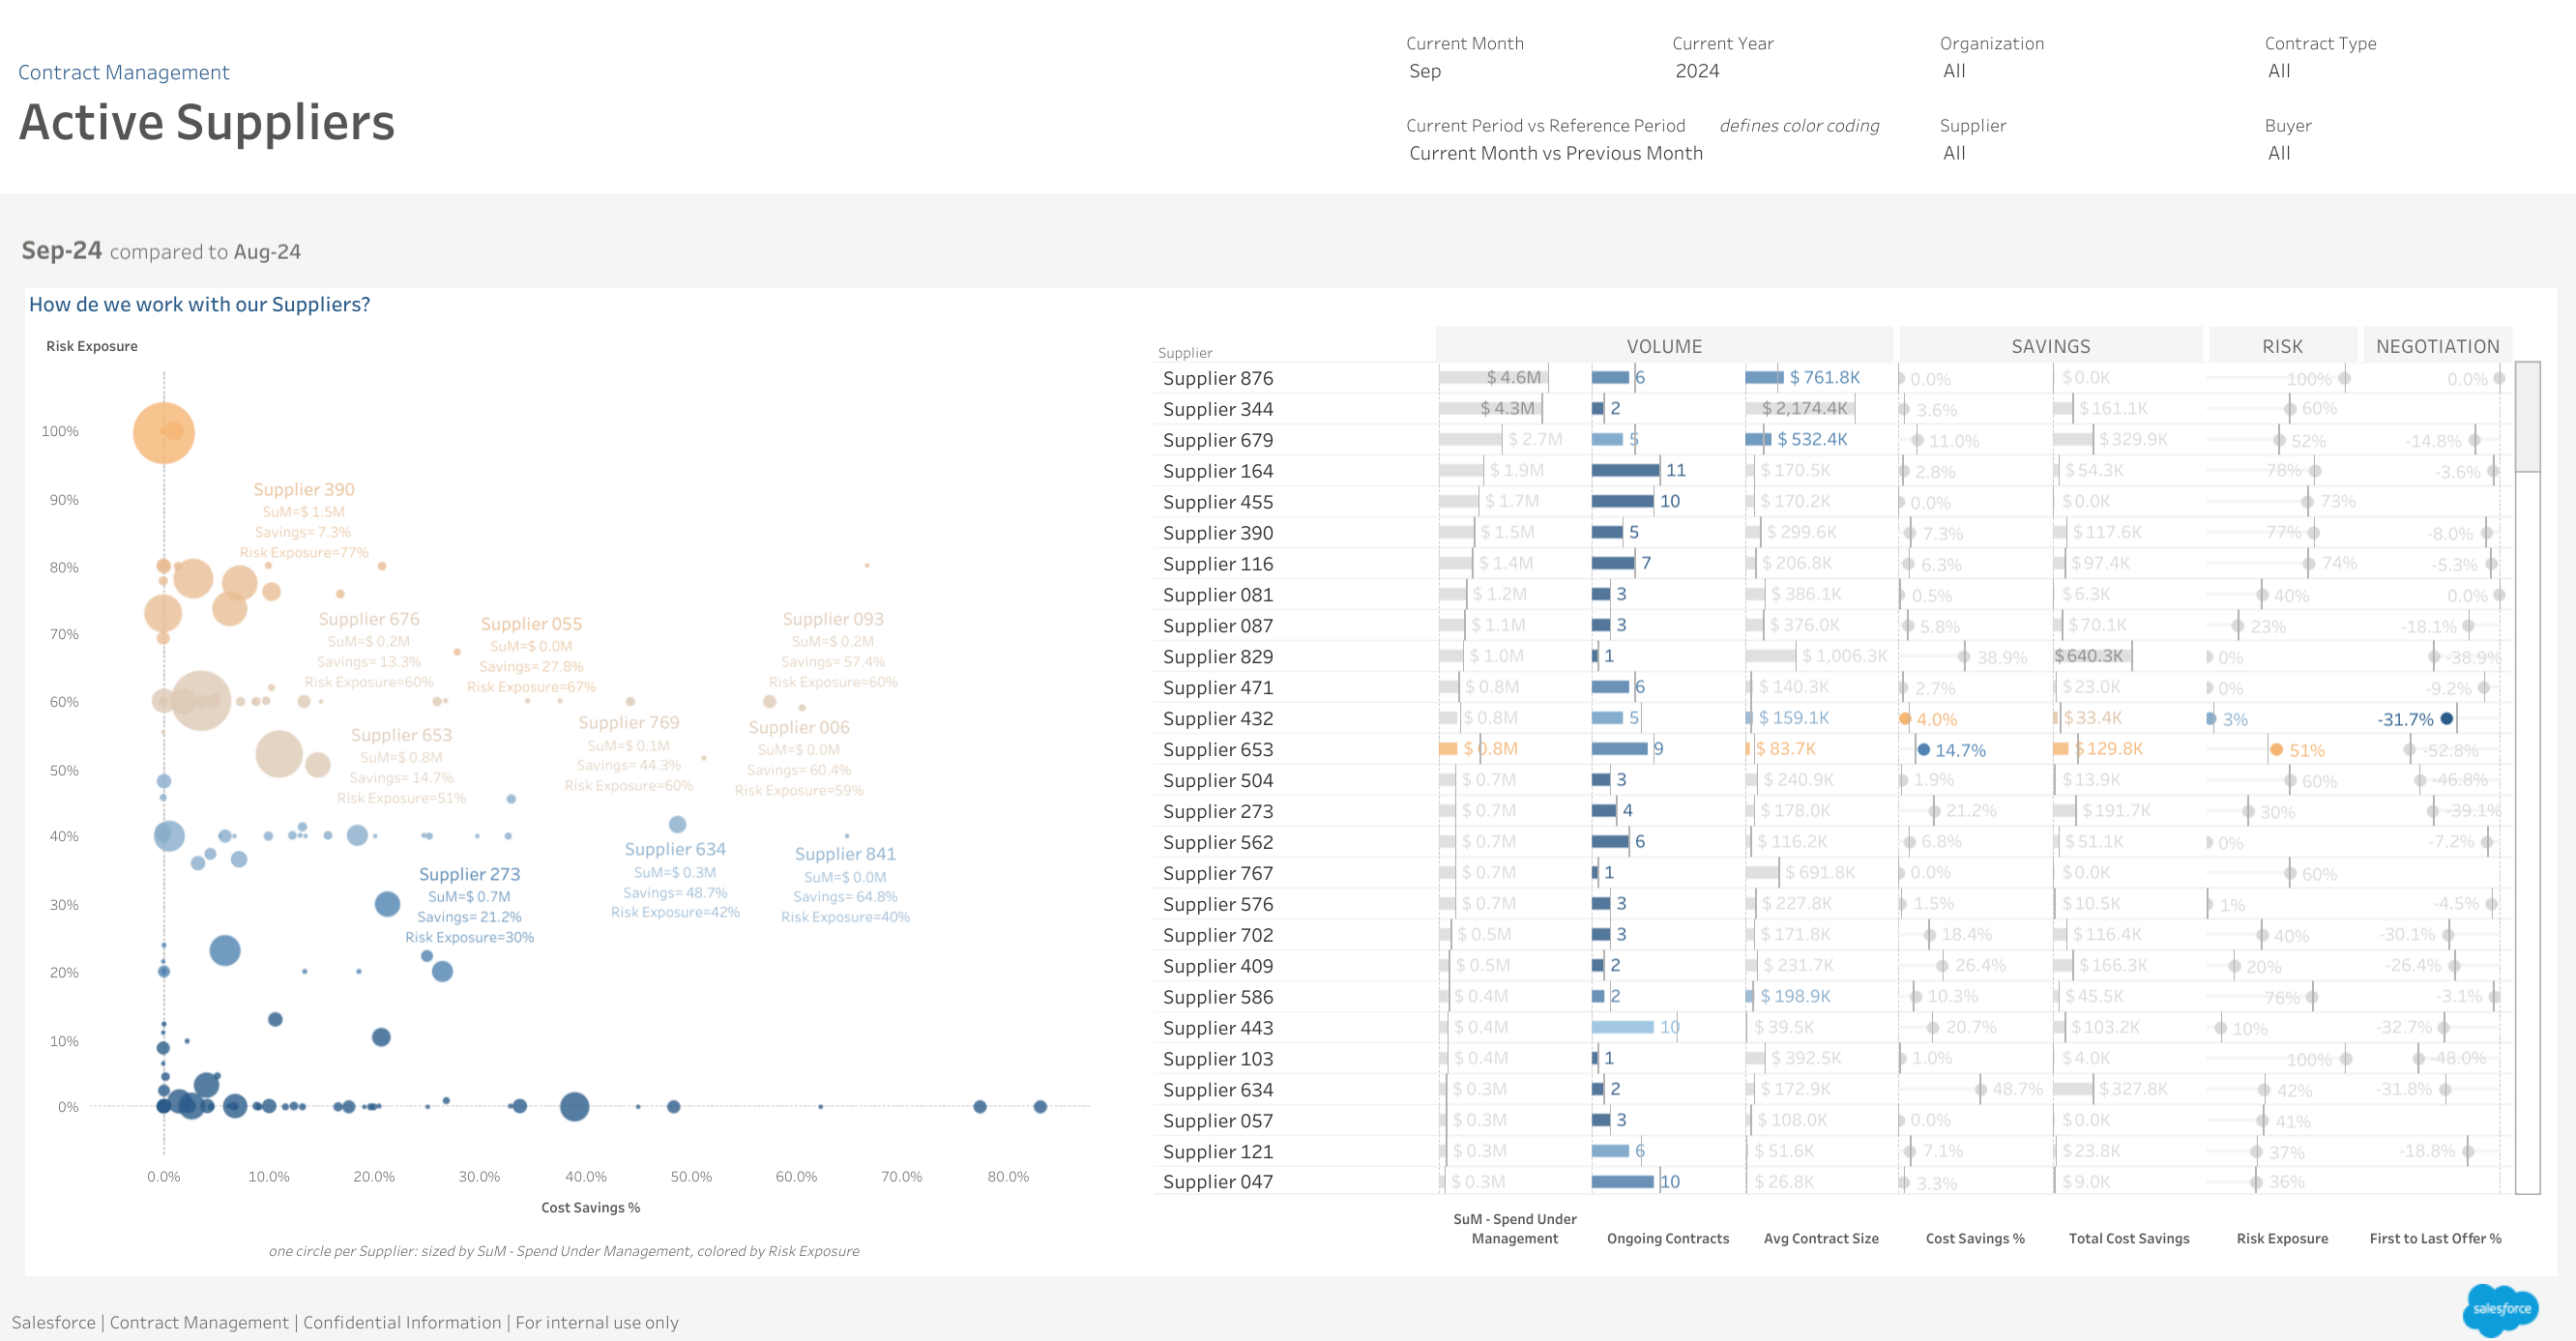 Contract Management
Active Suppliers
Current Month
Sep
Current Year
2024
Organization
All
Contract Type
All
Current Period vs Reference Period defines color coding
Current Month vs Previous Month
Supplier
All
Buyer
All
Sep-24 compared to Aug-24
How de we work with our Suppliers?
Risk Exposure
100%
90%
80%
70%
60%
50%
40%
30%
20%
10%
0%
Supplier 390
SuM=$ 1.5M
Savings= 7.3%
Risk Exposure=77%
Supplier 676
SuM=$ 0.2M
Savings= 13.3%
Risk Exposure=60%
Supplier 055
SuM=$ 0.0M
Savings= 27.8%
Risk Exposure=67%
Supplier 093
SuM=$ 0.2M
Savings= 57.4%
Risk Exposure=60%
Supplier 653
SuM=$ 0.8M
Savings= 14.7%
Risk Exposure=51%
Supplier 769
SuM=$ 0.1M
Savings= 44.3%
Risk Exposure=60%
Supplier 006
SuM=$ 0.0M
Savings= 60.4%
Risk Exposure=59%
Supplier 273
SuM=$ 0.7M
Savings= 21.2%
Risk Exposure=30%
Supplier 634
SuM=$ 0.3M
Savings= 48.7%
Risk Exposure=42%
Supplier 841
SuM=$ 0.0M
Savings= 64.8%
Risk Exposure=40%
0.0% 10.0% 20.0% 30.0% 40.0% 50.0% 60.0% 70.0% 80.0%
Cost Savings %
one circle per Supplier: sized by SuM - Spend Under Management, colored by Risk Exposure
Supplier VOLUME SAVINGS RISK NEGOTIATION
Supplier 876 $ 4.6M 6 $ 761.8K 0.0% $ 0.0K 100% 0.0%
Supplier 344 $ 4.3M 2 $ 2,174.4K 3.6% $ 161.1K 60%
Supplier 679 $ 2.7M 5 $ 532.4K 11.0% $ 329.9K 52% -14.8%
Supplier 164 $ 1.9M 11 $ 170.5K 2.8% $ 54.3K 78% -3.6%
Supplier 455 $ 1.7M 10 $ 170.2K 0.0% $ 0.0K 73%
Supplier 390 $ 1.5M 5 $ 299.6K 7.3% $ 117.6K 77% -8.0%
Supplier 116 $ 1.4M 7 $ 206.8K 6.3% $ 97.4K 74% -5.3%
Supplier 081 $ 1.2M 3 $ 386.1K 0.5% $ 6.3K 40% 0.0%
Supplier 087 $ 1.1M 3 $ 376.0K 5.8% $ 70.1K 23% -18.1%
Supplier 829 $ 1.0M 1 $ 1,006.3K 38.9% $ 640.3K 0% -38.9%
Supplier 471 $ 0.8M 6 $ 140.3K 2.7% $ 23.0K 0% -9.2%
Supplier 432 $ 0.8M 5 $ 159.1K 4.0% $ 33.4K 3% -31.7%
Supplier 653 $ 0.8M 9 $ 83.7K 14.7% $ 129.8K 51% -52.8%
Supplier 504 $ 0.7M 3 $ 240.9K 1.9% $ 13.9K 60% -46.8%
Supplier 273 $ 0.7M 4 $ 178.0K 21.2% $ 191.7K 30% -39.1%
Supplier 562 $ 0.7M 6 $ 116.2K 6.8% $ 51.1K 0% -7.2%
Supplier 767 $ 0.7M 1 $ 691.8K 0.0% $ 0.0K 60%
Supplier 576 $ 0.7M 3 $ 227.8K 1.5% $ 10.5K 1% -4.5%
Supplier 702 $ 0.5M 3 $ 171.8K 18.4% $ 116.4K 40% -30.1%
Supplier 409 $ 0.5M 2 $ 231.7K 26.4% $ 166.3K 20% -26.4%
Supplier 586 $ 0.4M 2 $ 198.9K 10.3% $ 45.5K 76% -3.1%
Supplier 443 $ 0.4M 10 $ 39.5K 20.7% $ 103.2K 10% -32.7%
Supplier 103 $ 0.4M 1 $ 392.5K 1.0% $ 4.0K 100% -48.0%
Supplier 634 $ 0.3M 2 $ 172.9K 48.7% $ 327.8K 42% -31.8%
Supplier 057 $ 0.3M 3 $ 108.0K 0.0% $ 0.0K 41%
Supplier 121 $ 0.3M 6 $ 51.6K 7.1% $ 23.8K 37% -18.8%
Supplier 047 $ 0.3M 10 $ 26.8K 3.3% $ 9.0K 36%
SuM - Spend Under
Management Ongoing Contracts Avg Contract Size Cost Savings % Total Cost Savings Risk Exposure First to Last Offer %
Salesforce | Contract Management | Confidential Information | For internal use only
salesforce